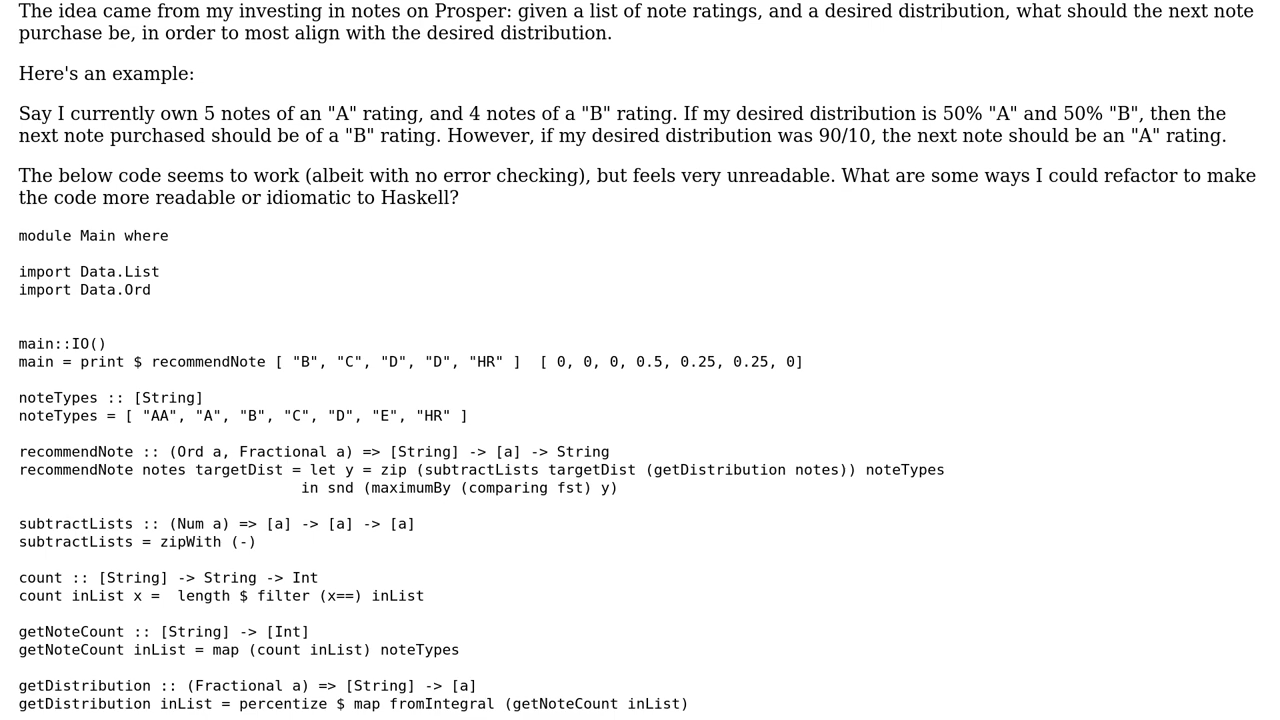 The idea came from my investing in notes on Prosper: given a list of note ratings, and a desired distribution, what should the next note
purchase be, in order to most align with the desired distribution.
Here's an example:
Say I currently own 5 notes of an "A" rating, and 4 notes of a "B" rating. If my desired distribution is 50% "A" and 50% "B", then the
next note purchased should be of a "B" rating. However, if my desired distribution was 90/10, the next note should be an "A" rating.
The below code seems to work (albeit with no error checking), but feels very unreadable. What are some ways I could refactor to make
the code more readable or idiomatic to Haskell?
module Main where
import Data.List
import Data.Ord
main::IO()
main = print $ recommendNote [ "B", "C", "D", "D", "HR" ]  [ 0, 0, 0, 0.5, 0.25, 0.25, 0]
noteTypes :: [String]
noteTypes = [ "AA", "A", "B", "C", "D", "E", "HR" ]
recommendNote :: (Ord a, Fractional a) => [String] -> [a] -> String
recommendNote notes targetDist = let y = zip (subtractLists targetDist (getDistribution notes)) noteTypes
                                in snd (maximumBy (comparing fst) y)
subtractLists :: (Num a) => [a] -> [a] -> [a]
subtractLists = zipWith (-)
count :: [String] -> String -> Int
count inList x =  length $ filter (x==) inList
getNoteCount :: [String] -> [Int]
getNoteCount inList = map (count inList) noteTypes
getDistribution :: (Fractional a) => [String] -> [a]
getDistribution inList = percentize $ map fromIntegral (getNoteCount inList)